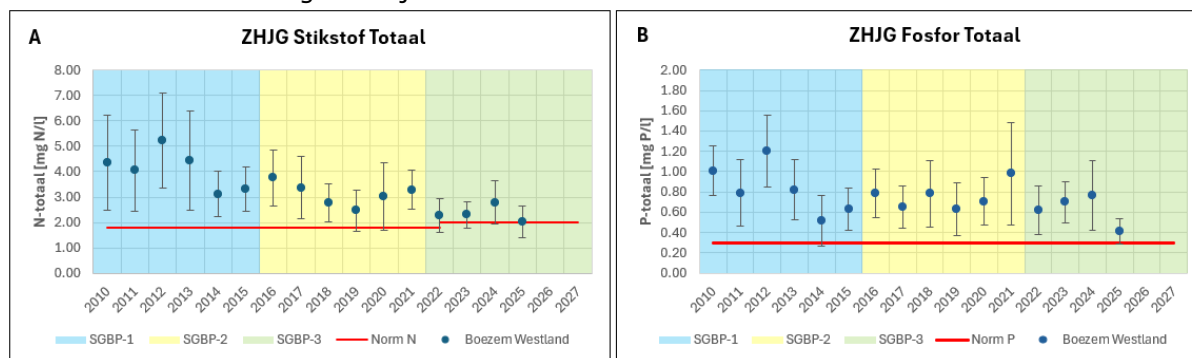 A
ZHJG Stikstof Totaal
N-totaal [mg N/l]
8.00
7.00
6.00
5.00
4.00
3.00
2.00
1.00
0.00
2010 2011 2012 2013 2014 2015 2016 2017 2018 2019 2020 2021 2022 2023 2024 2025 2026 2027
SGBP-1 SGBP-2 SGBP-3 Norm N Boezem Westland
B
ZHJG Fosfor Totaal
P-totaal [mg P/l]
2.00
1.80
1.60
1.40
1.20
1.00
0.80
0.60
0.40
0.20
0.00
2010 2011 2012 2013 2014 2015 2016 2017 2018 2019 2020 2021 2022 2023 2024 2025 2026 2027
SGBP-1 SGBP-2 SGBP-3 Norm P Boezem Westland